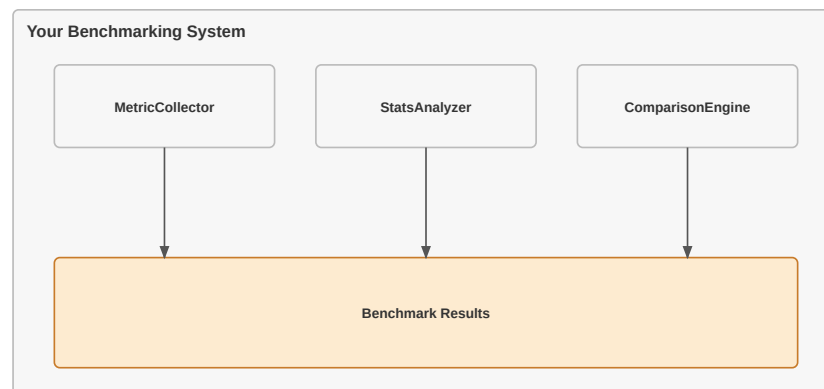 Your Benchmarking System
MetricCollector
StatsAnalyzer
ComparisonEngine
Benchmark Results